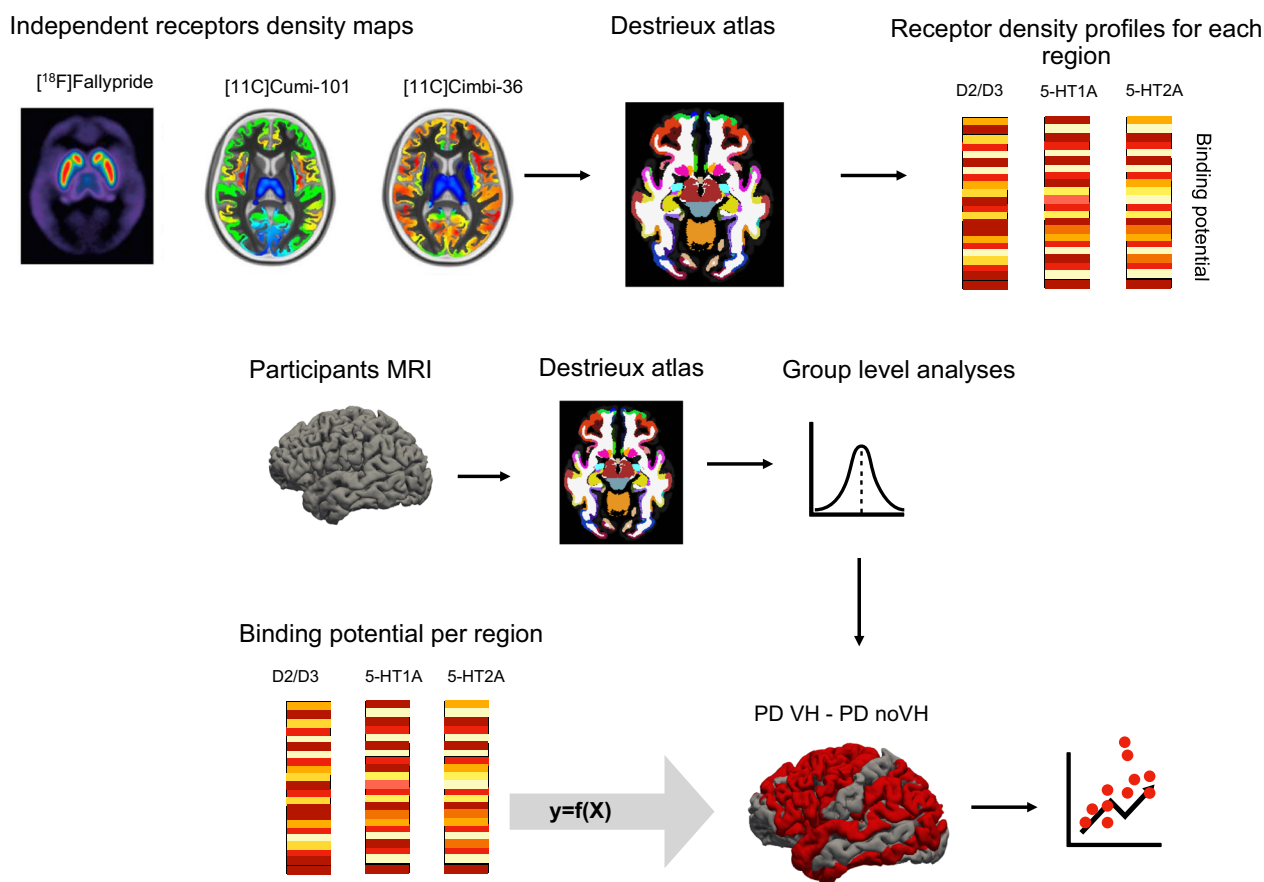 Independent receptors density maps
Destrieux atlas
Receptor density profiles for each
region
[¹⁸F]Fallypride
[11C]Cumi-101
[11C]Cimbi-36
D2/D3
5-HT1A
5-HT2A
Binding potential
Participants MRI
Destrieux atlas
Group level analyses
Binding potential per region
D2/D3
5-HT1A
5-HT2A
PD VH - PD noVH
y=f(X)